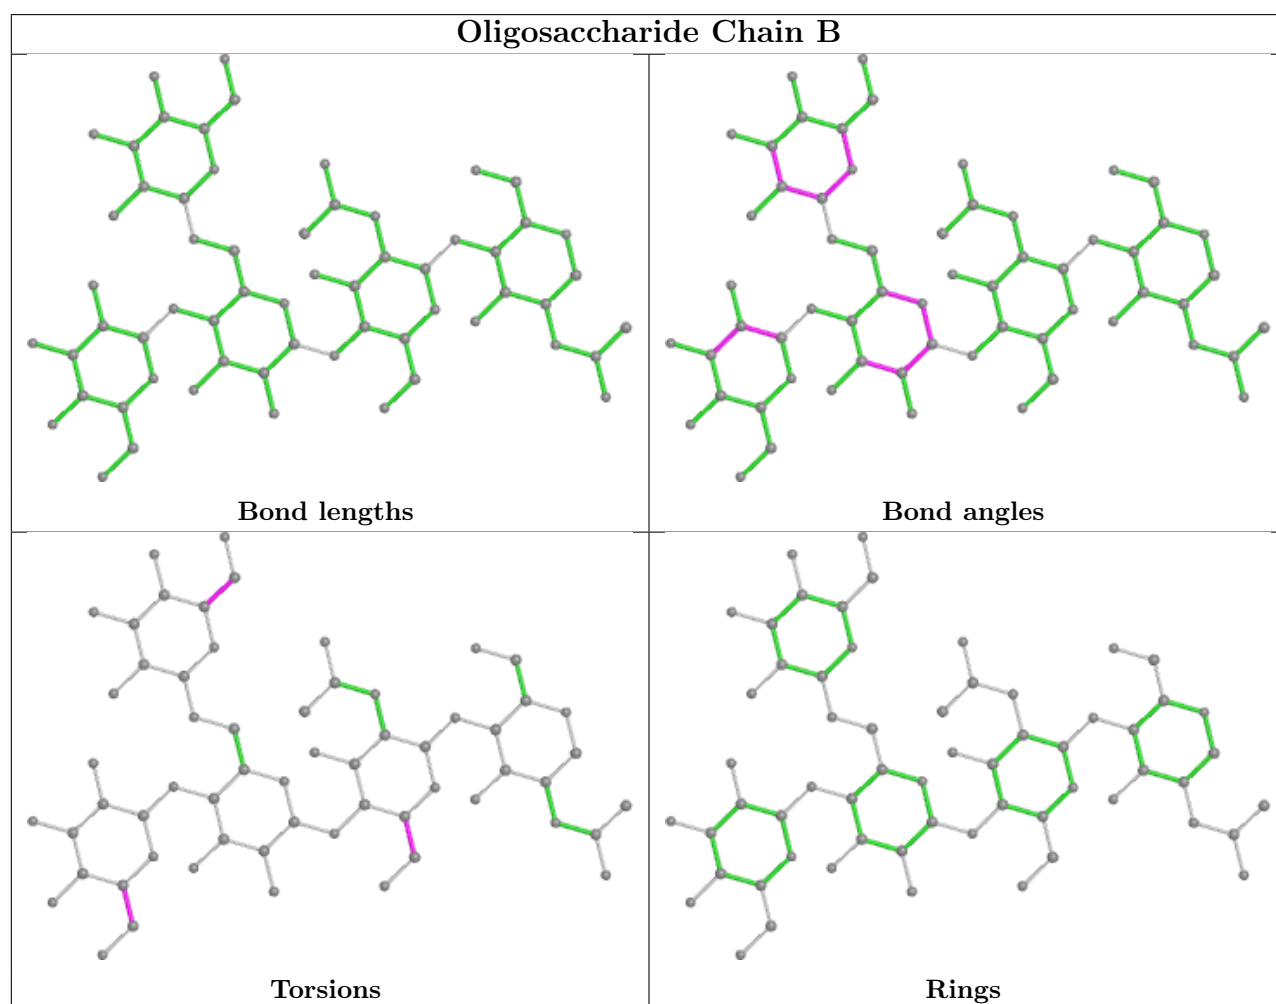 Oligosaccharide Chain B
Bond lengths
Bond angles
Torsions
Rings